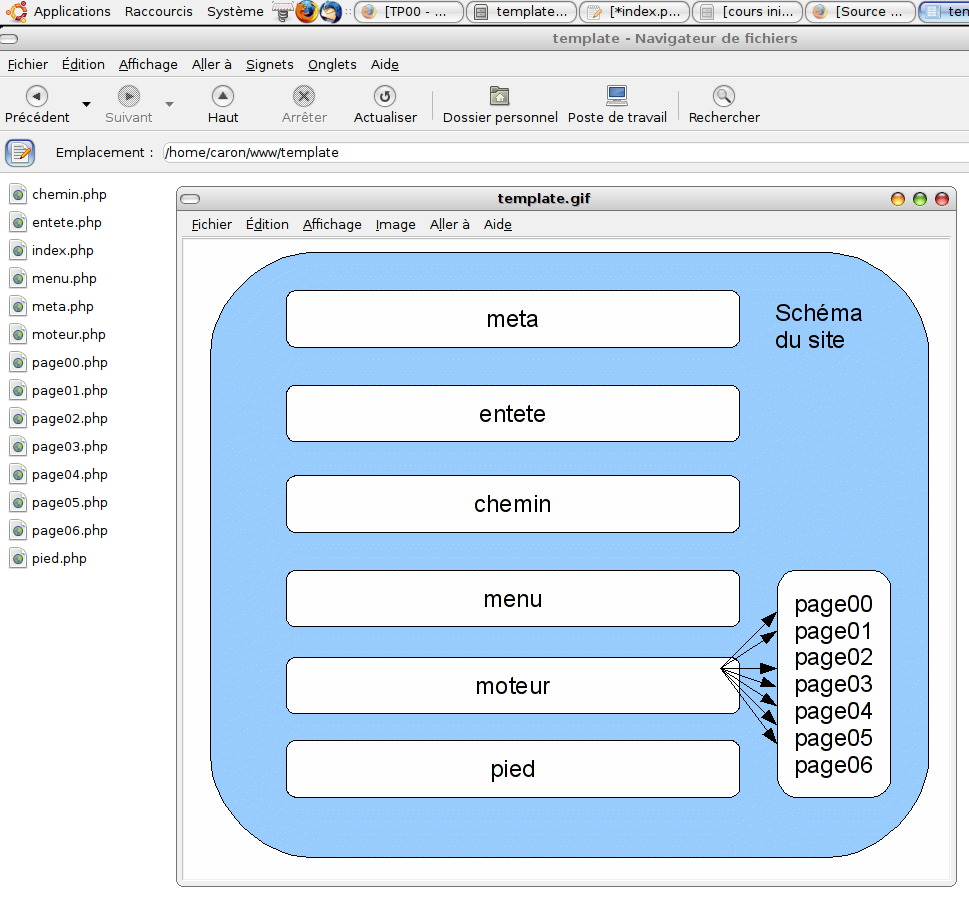 Applications Raccourcis Système [TP00 - ... template... [*index.p... [cours ini... [Source ... ten
template - Navigateur de fichiers
Fichier Édition Affichage Aller à Signets Onglets Aide
Précédent Suivant Haut Arrêter Actualiser Dossier personnel Poste de travail Rechercher
Emplacement : /home/caron/www/template
chemin.php
entete.php
index.php
menu.php
meta.php
moteur.php
page00.php
page01.php
page02.php
page03.php
page04.php
page05.php
page06.php
pied.php
template.gif
Fichier Édition Affichage Image Aller à Aide
meta
Schéma
du site
entete
chemin
menu
moteur
pied
page00
page01
page02
page03
page04
page05
page06